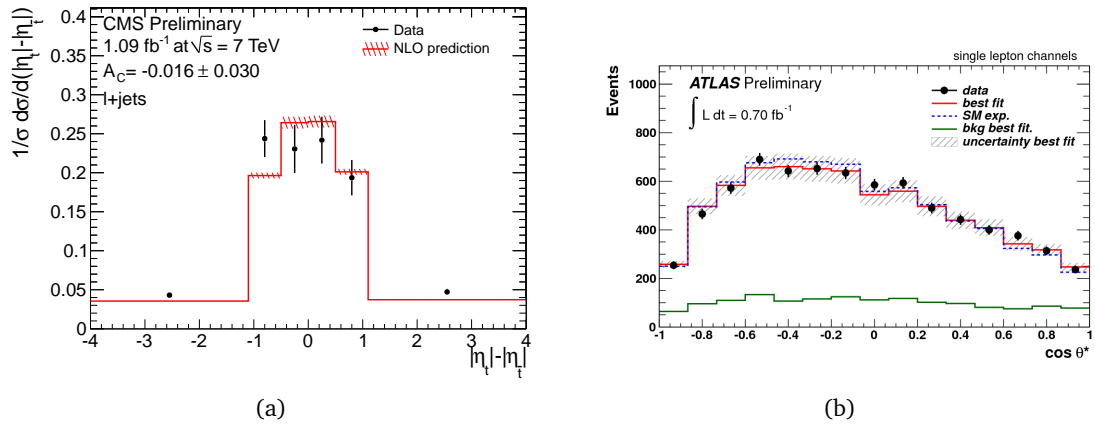 1/σ dσ/d(|η_t|-|η_t̄|)
0.4
0.35
0.3
0.25
0.2
0.15
0.1
0.05
0
CMS Preliminary
1.09 fb⁻¹ at √s = 7 TeV
A_C= -0.016 ± 0.030
l+jets
Data
NLO prediction
-4 -3 -2 -1 0 1 2 3 4
|η_t|-|η_t̄|
(a)
single lepton channels
Events
1000
800
600
400
200
0
ATLAS Preliminary
∫ L dt = 0.70 fb⁻¹
data
best fit
SM exp.
bkg best fit.
uncertainty best fit
-1 -0.8 -0.6 -0.4 -0.2 0 0.2 0.4 0.6 0.8 1
cos θ*
(b)